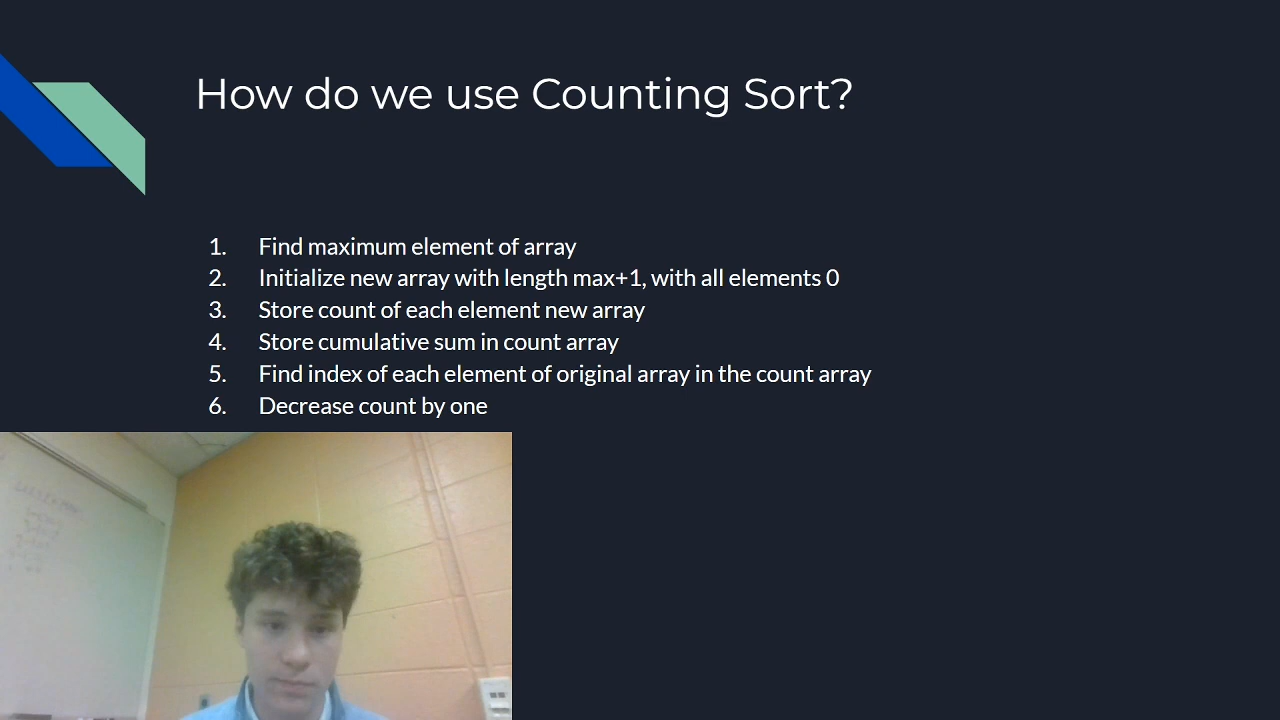 How do we use Counting Sort?
1. Find maximum element of array
2. Initialize new array with length max+1, with all elements 0
3. Store count of each element new array
4. Store cumulative sum in count array
5. Find index of each element of original array in the count array
6. Decrease count by one